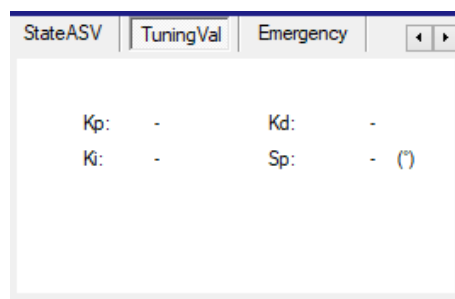 StateASV TuningVal Emergency
Kp: - Kd: -
Ki: - Sp: - (°)